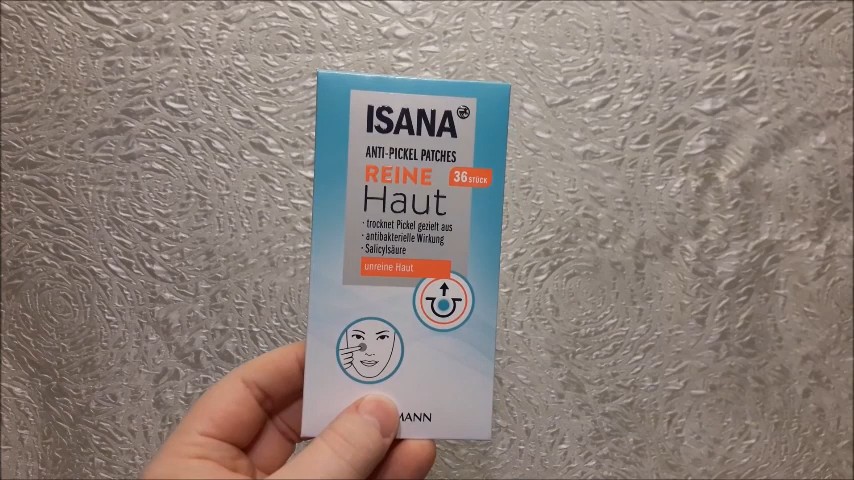 ISANA
ANTI-PICKEL PATCHES
REINE
36 STÜCK
Haut
· trocknet Pickel gezielt aus
· antibakterielle Wirkung
· Salicylsäure
unreine Haut
MANN